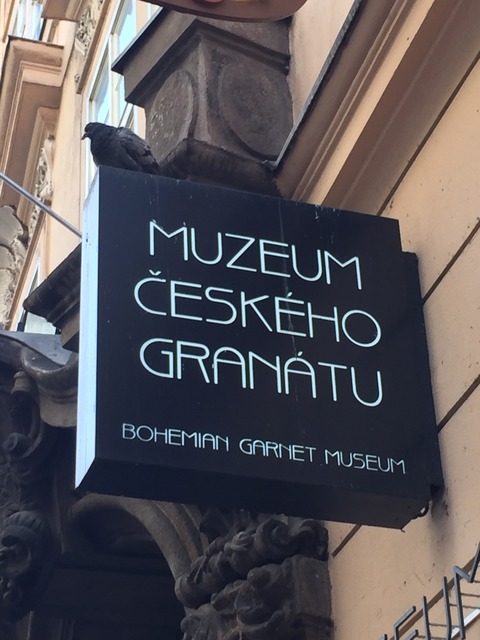 MUZEUM
ČESKÉHO
GRANÁTU
BOHEMIAN GARNET MUSEUM